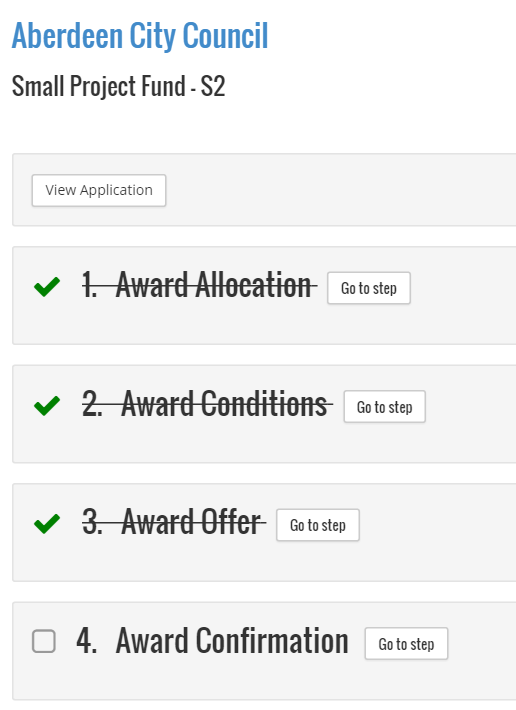 Aberdeen City Council
Small Project Fund - S2
View Application
1. Award Allocation Go to step
2. Award Conditions Go to step
3. Award Offer Go to step
4. Award Confirmation Go to step